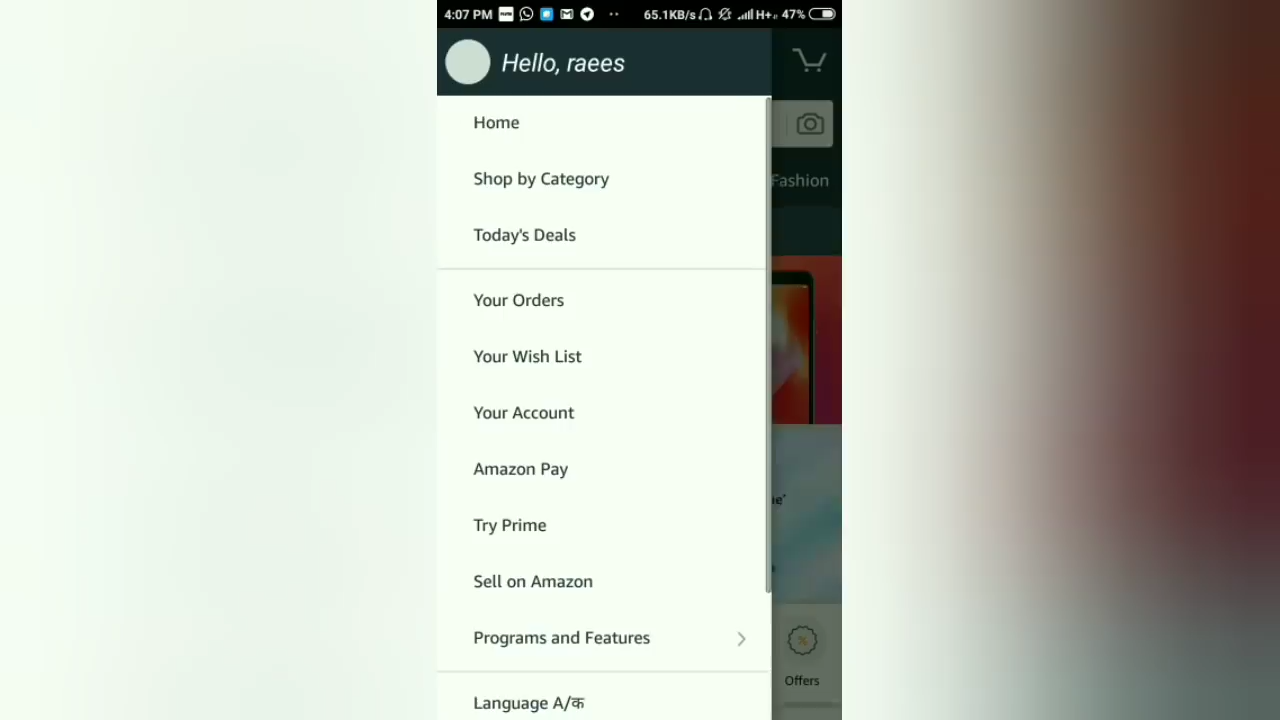 4:07 PM 65.1KB/s H+ 47%
Hello, raees
Home
Shop by Category
Fashion
Today's Deals
Your Orders
Your Wish List
Your Account
Amazon Pay
Try Prime
Sell on Amazon
Programs and Features
Offers
Language A/क